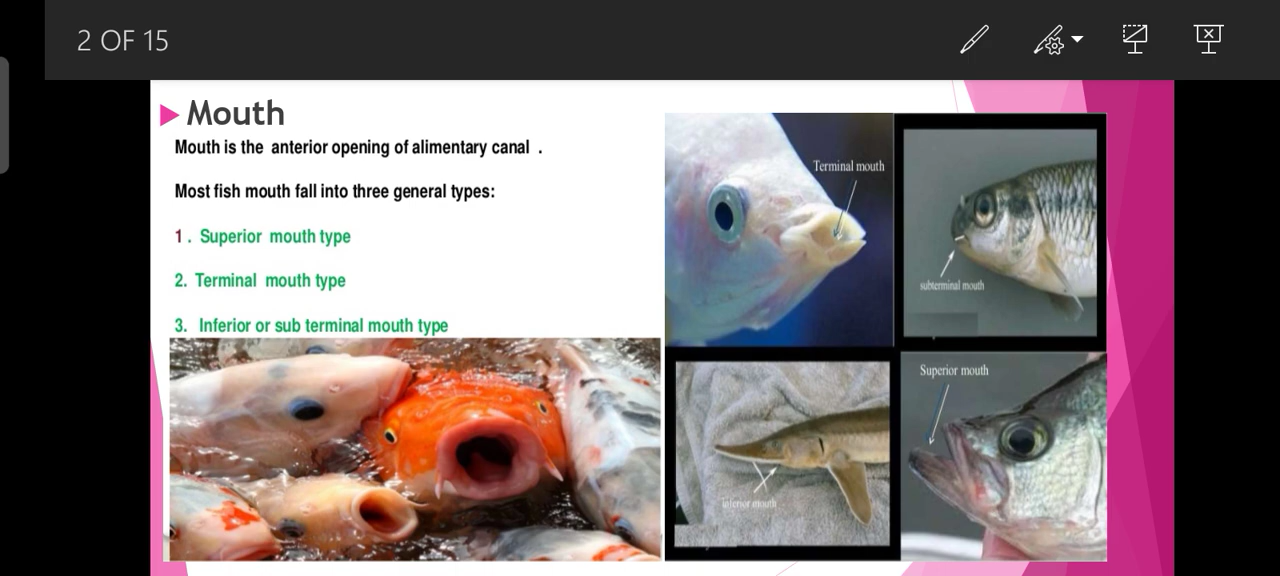 2 OF 15
Mouth
Mouth is the anterior opening of alimentary canal .
Most fish mouth fall into three general types:
1 . Superior mouth type
2. Terminal mouth type
3. Inferior or sub terminal mouth type
Terminal mouth
subterminal mouth
inferior mouth
Superior mouth